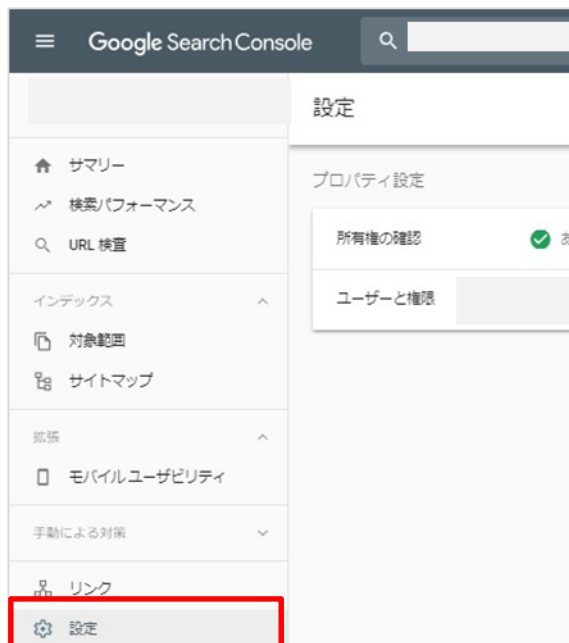 Google Search Console
設定
サマリー
検索パフォーマンス
URL 検査
インデックス
対象範囲
サイトマップ
拡張
モバイル ユーザビリティ
手動による対策
リンク
設定
プロパティ設定
所有権の確認
ユーザーと権限